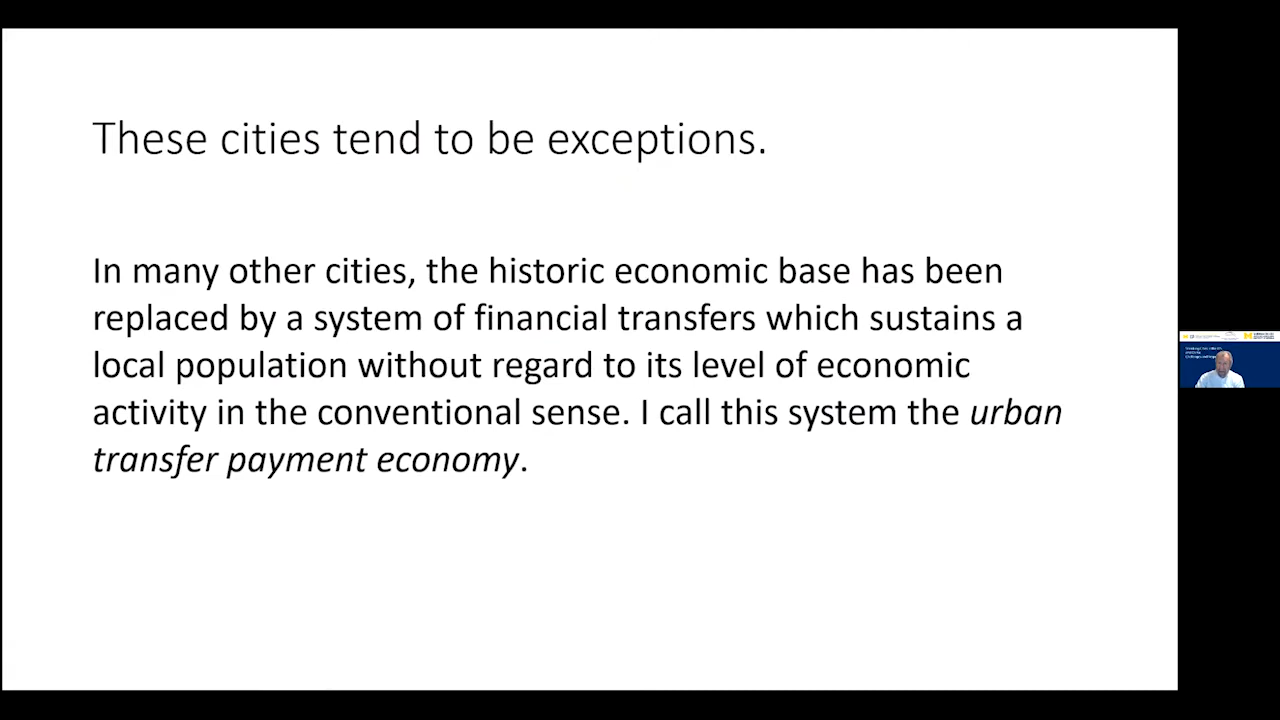 These cities tend to be exceptions.
In many other cities, the historic economic base has been
replaced by a system of financial transfers which sustains a
local population without regard to its level of economic
activity in the conventional sense. I call this system the urban
transfer payment economy.